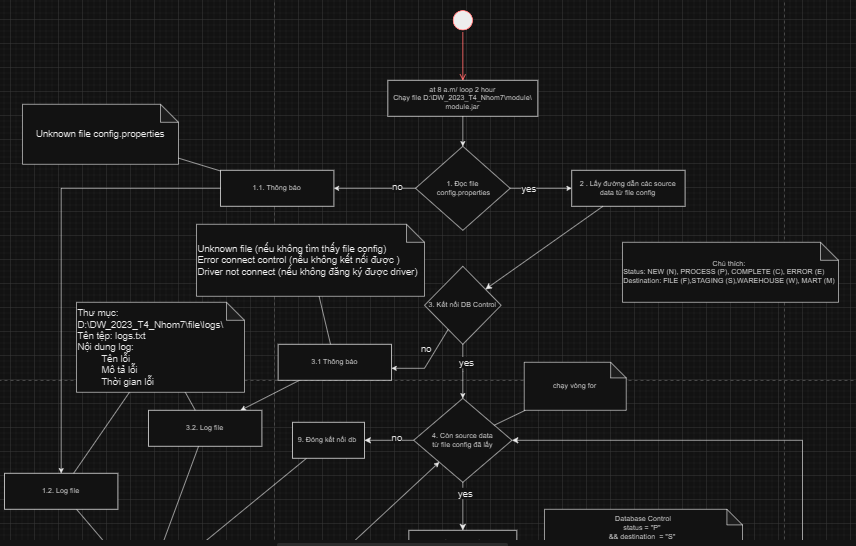 at 8 a.m/ loop 2 hour
Chạy file D:\DW_2023_T4_Nhom7\module\
module.jar
Unknown file config.properties
1. Đọc file
config.properties
no
yes
1.1. Thông báo
2 . Lấy đường dẫn các source
data từ file config
Unknown file (nếu không tìm thấy file config)
Error connect control (nếu không kết nối được )
Driver not connect (nếu không đăng ký được driver)
Chú thích:
Status: NEW (N), PROCESS (P), COMPLETE (C), ERROR (E)
Destination: FILE (F),STAGING (S),WAREHOUSE (W), MART (M)
3. Kết nối DB Control
Thư mục:
D:\DW_2023_T4_Nhom7\file\logs\
Tên tệp: logs.txt
Nội dung log:
Tên lỗi
Mô tả lỗi
Thời gian lỗi
no
yes
3.1 Thông báo
chạy vòng for
3.2. Log file
9. Đóng kết nối db
no
4. Còn source data
từ file config đã lấy
1.2. Log file
yes
Database Control
status = "P"
&& destination = "S"